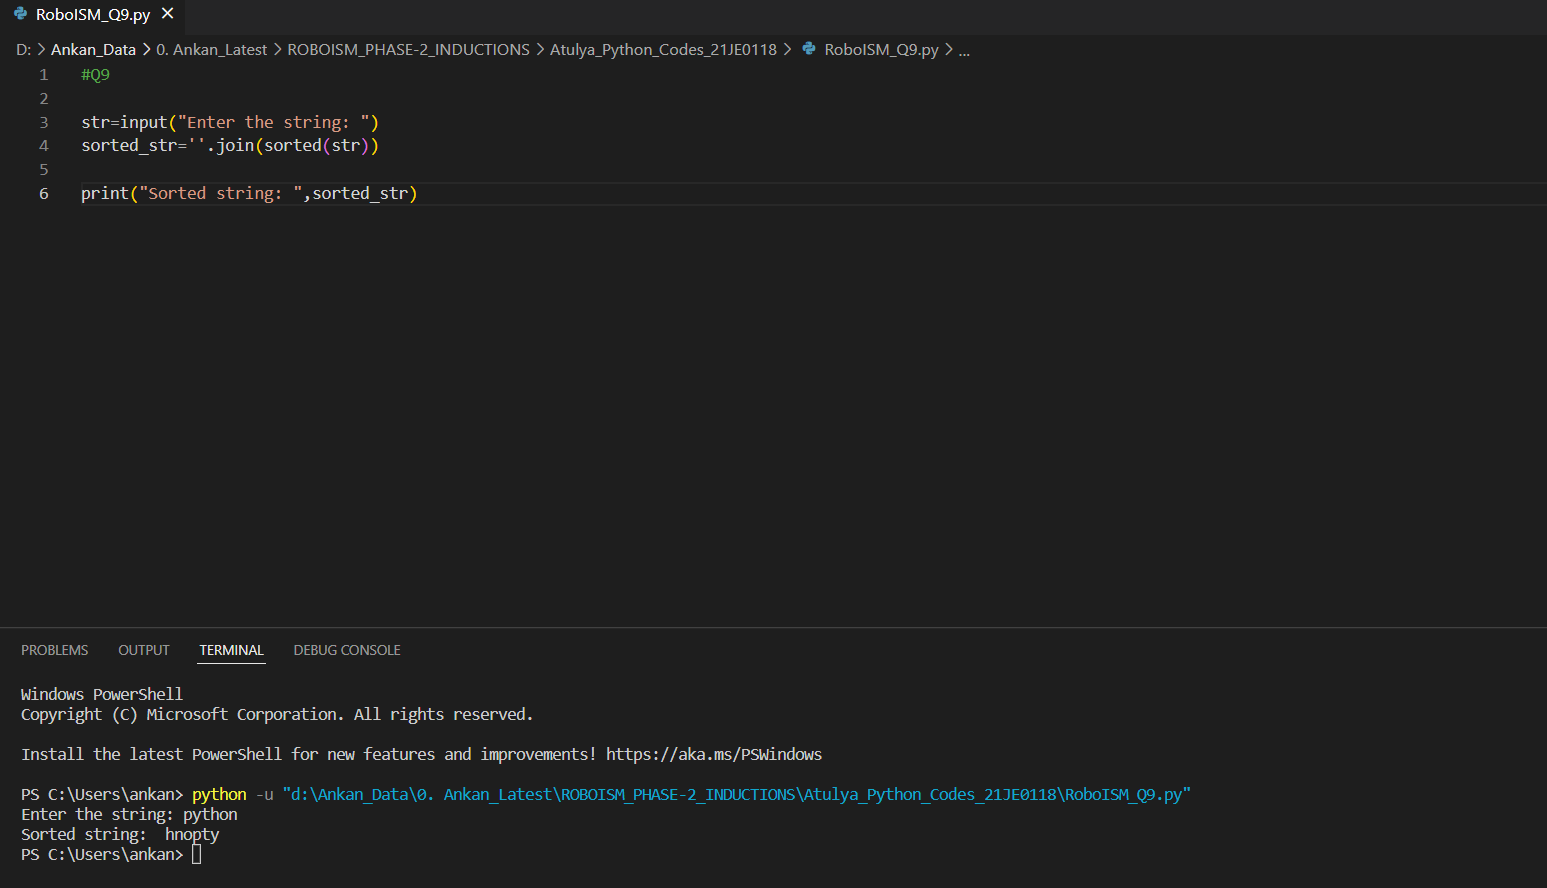 RoboISM_Q9.py ×
D: > Ankan_Data > 0. Ankan_Latest > ROBOISM_PHASE-2_INDUCTIONS > Atulya_Python_Codes_21JE0118 > RoboISM_Q9.py > ...
1 #Q9
2
3 str=input("Enter the string: ")
4 sorted_str=''.join(sorted(str))
5
6 print("Sorted string: ",sorted_str)
PROBLEMS OUTPUT TERMINAL DEBUG CONSOLE
Windows PowerShell
Copyright (C) Microsoft Corporation. All rights reserved.
Install the latest PowerShell for new features and improvements! https://aka.ms/PSWindows
PS C:\Users\ankan> python -u "d:\Ankan_Data\0. Ankan_Latest\ROBOISM_PHASE-2_INDUCTIONS\Atulya_Python_Codes_21JE0118\RoboISM_Q9.py"
Enter the string: python
Sorted string:  hnopty
PS C:\Users\ankan>